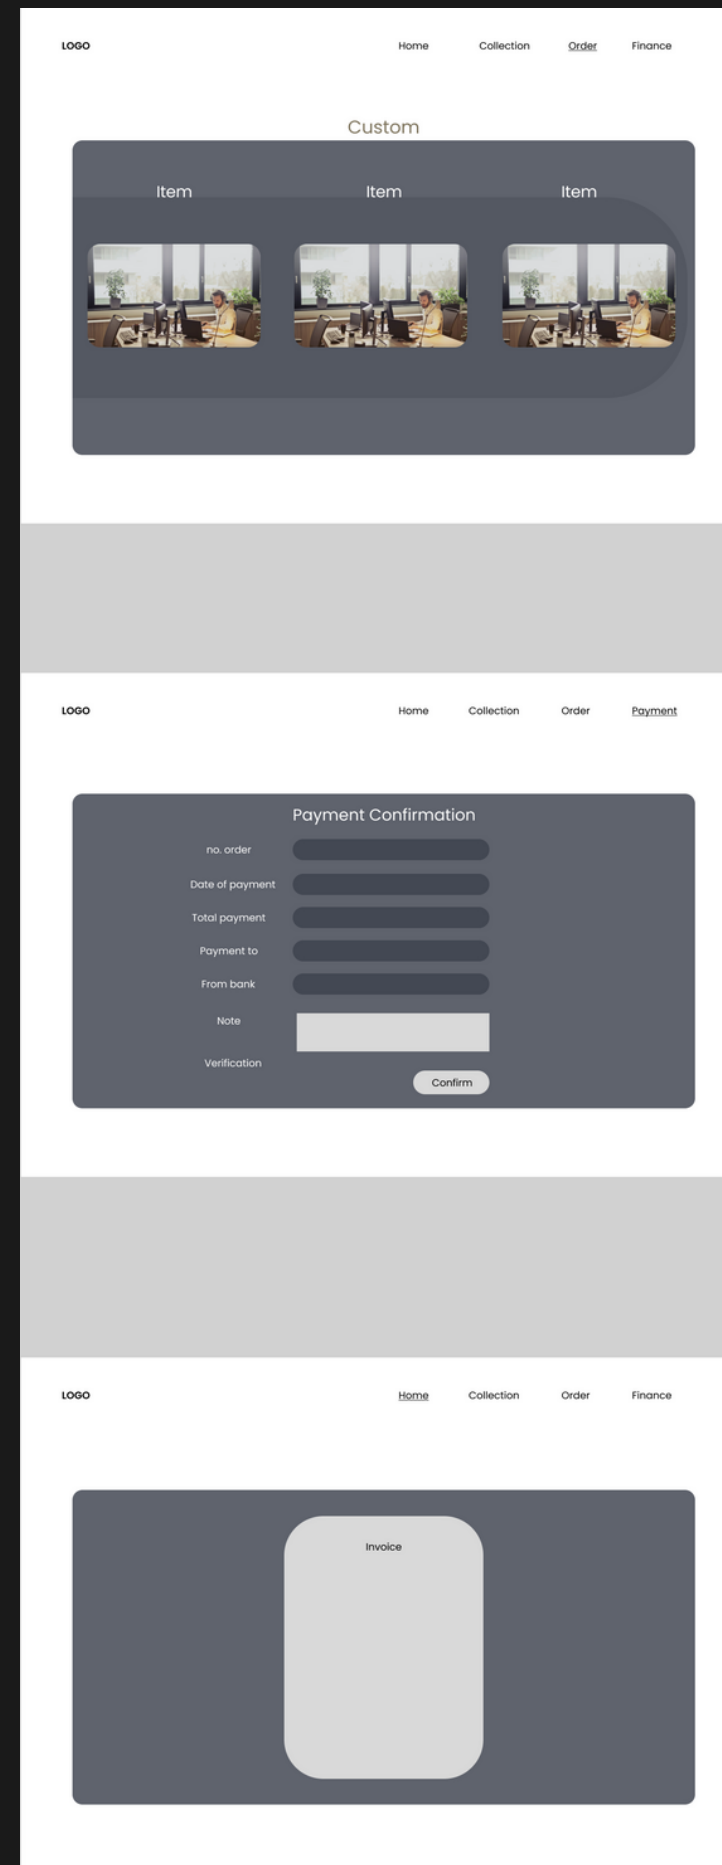 LOGO Home Collection Order Finance
Custom
Item Item Item
LOGO Home Collection Order Payment
Payment Confirmation
no. order
Date of payment
Total payment
Payment to
From bank
Note
Verification
Confirm
LOGO Home Collection Order Finance
Invoice